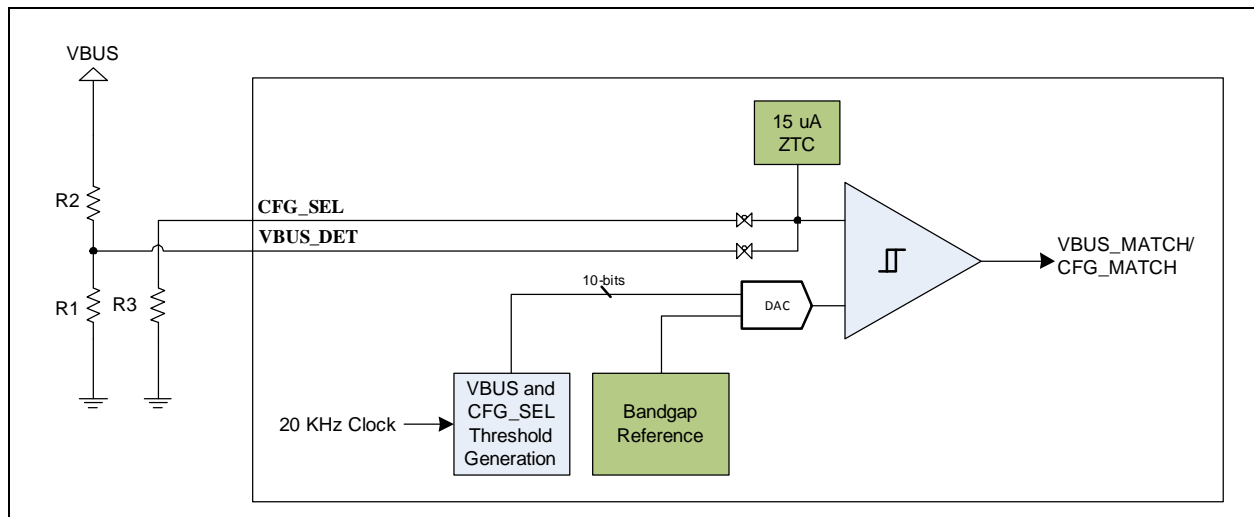 VBUS
15 uA
ZTC
R2
CFG_SEL
VBUS_DET
VBUS_MATCH/
CFG_MATCH
10-bits
R1
R3
DAC
VBUS and
CFG_SEL
Threshold
Generation
Bandgap
Reference
20 KHz Clock